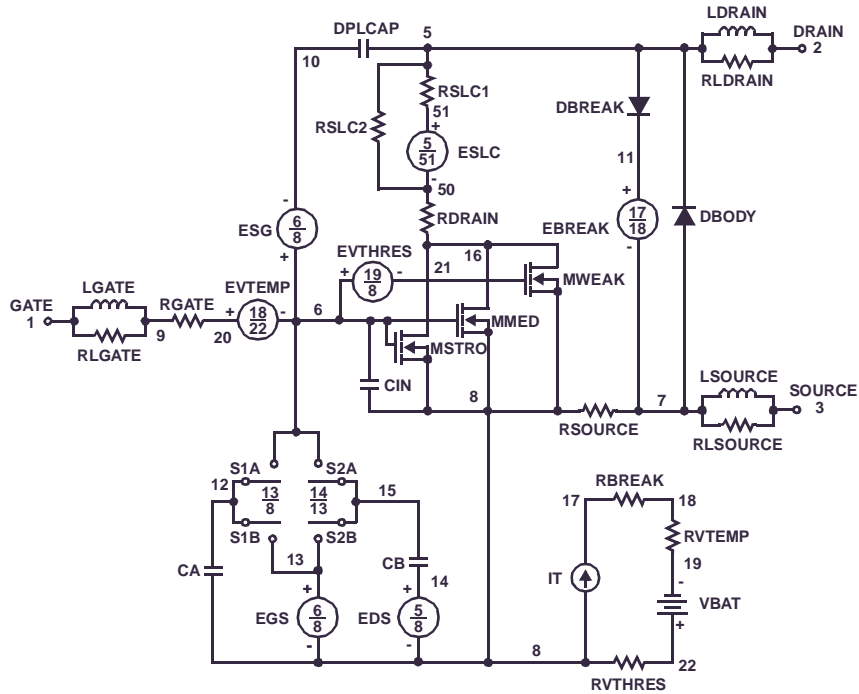 LDRAIN
DPLCAP 5 DRAIN
10 2
RLDRAIN
RSLC1
DBREAK
51
+
RSLC2
5
51
ESLC
11
-
50
-
+
6
8
ESG
RDRAIN
17
18
DBODY
EBREAK
EVTHRES 16
+
+ 19
8
- 21
MWEAK
-
LGATE EVTEMP
GATE RGATE + 18
22
- 6
1
MMED
9 20
RLGATE
MSTRO
LSOURCE
CIN 8 7 SOURCE
3
RSOURCE
RLSOURCE
S1A S2A
12 13
8
14
13
15
RBREAK
17 18
S1B S2B
RVTEMP
13 CB
CA 14 IT 19
-
+ +
VBAT
EGS 6
8
EDS 5
8
+
- -
8 22
RVTHRES